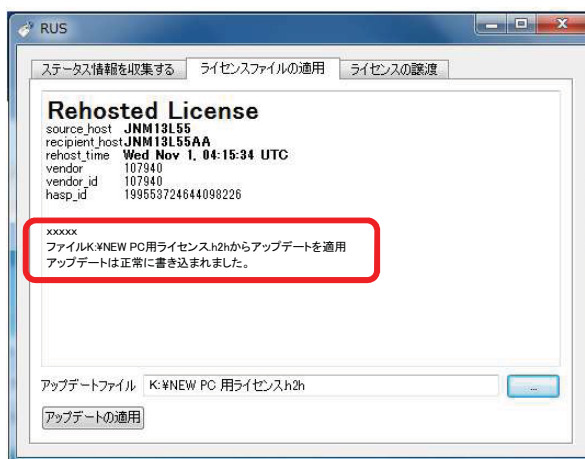 RUS
ステータス情報を収集する ライセンスファイルの適用 ライセンスの譲渡
Rehosted License
source_host JNM13L55
recipient_host JNM13L55AA
rehost_time Wed Nov 1, 04:15:34 UTC
vendor 107940
vendor_id 107940
hasp_id 199553724644098226
xxxxx
ファイルK:¥NEW PC用ライセンス.h2hからアップデートを適用
アップデートは正常に書き込まれました。
アップデートファイル K:¥NEW PC 用ライセンス.h2h ...
アップデートの適用